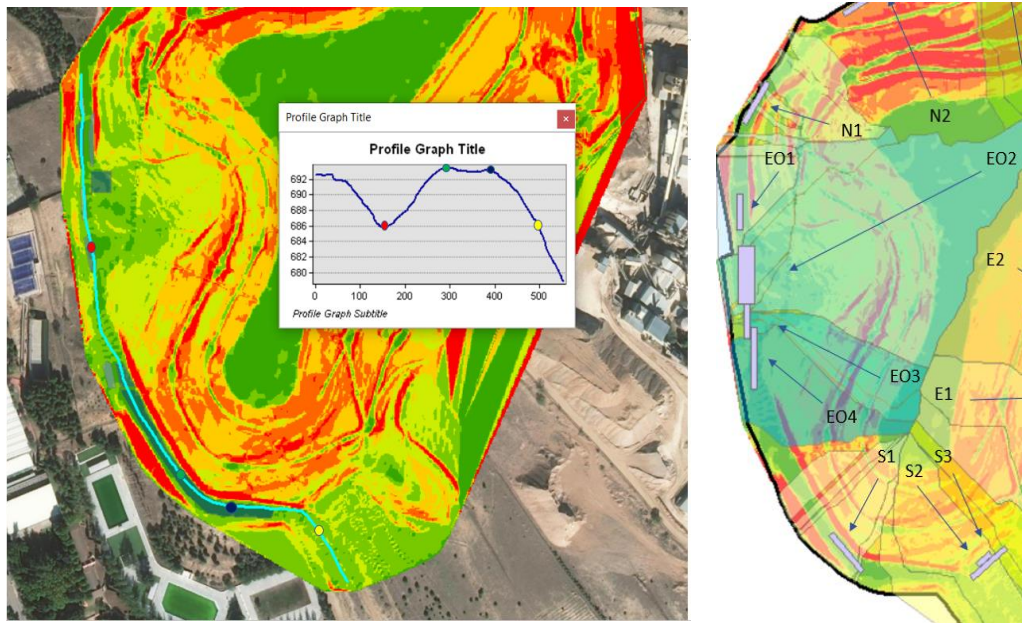 Profile Graph Title
Profile Graph Title
692
690
688
686
684
682
680
0
100
200
300
400
500
Profile Graph Subtitle
N1
N2
EO1
EO2
E2
EO3
E1
EO4
S1
S2
S3